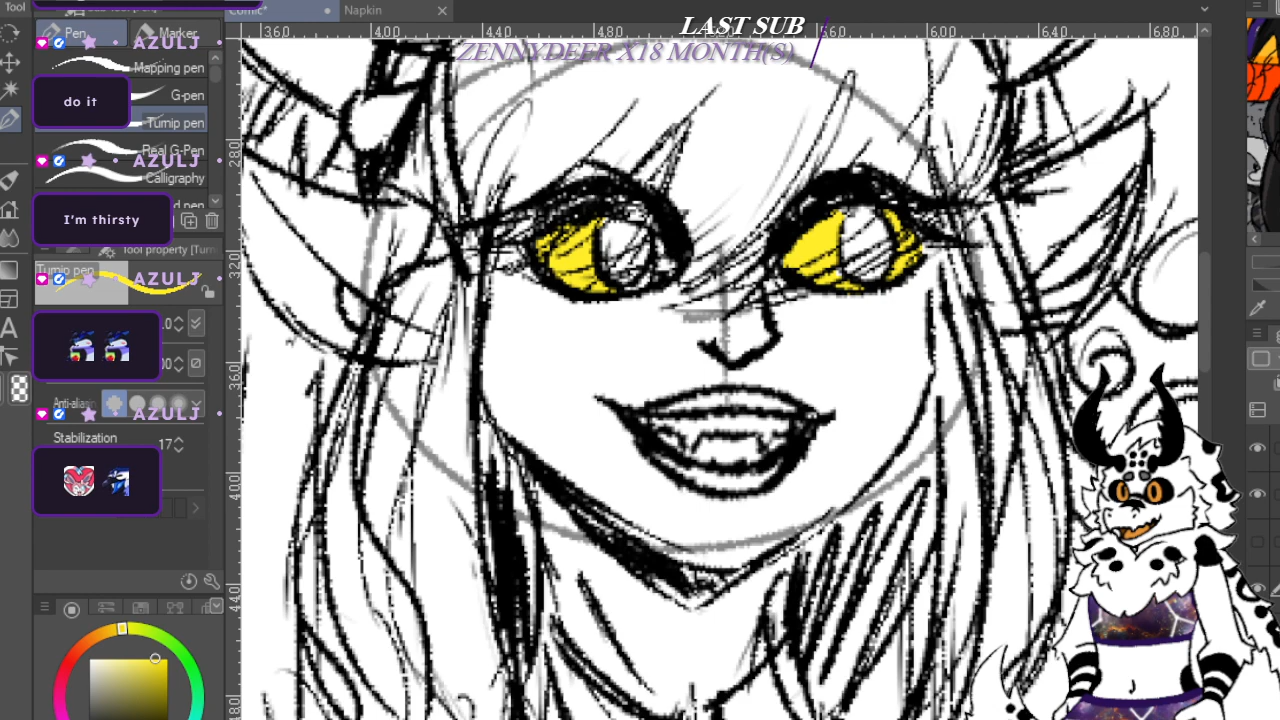 Tool
Comic*
Napkin
Pen
Marker
LAST SUB
ZENNYDEER X18 MONTH(S)
AZULJ
Mapping pen
do it
G-pen
Turnip pen
Real G-Pen
AZULJ
Calligraphy
I'm thirsty
Tool property [Turn
Turnip pen
AZULJ
Anti-alias
AZULJ
Stabilization
17
360
400
440
480
600
640
680
280
320
360
400
440
480